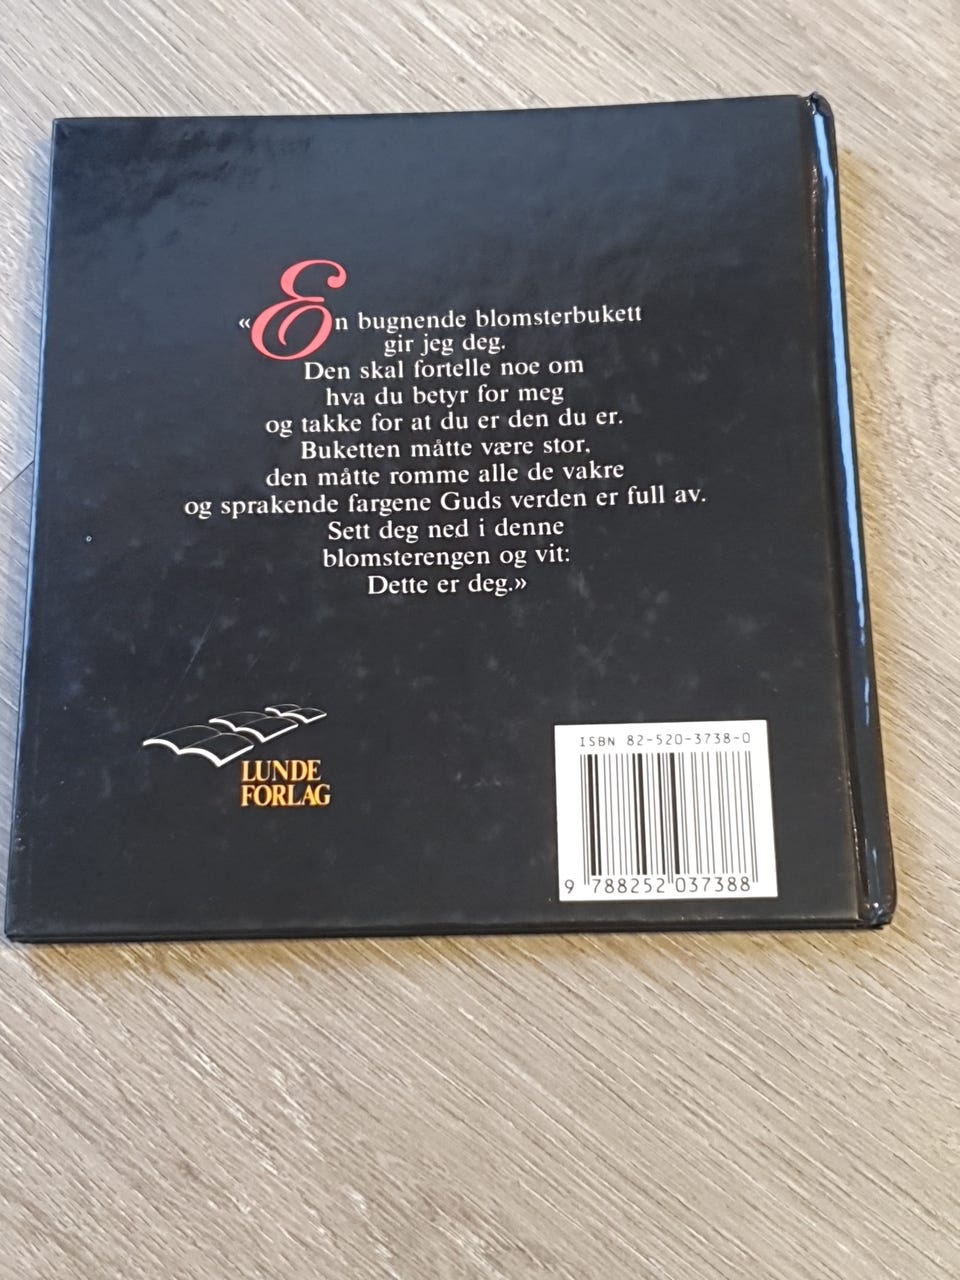 «En bugnende blomsterbukett
gir jeg deg.
Den skal fortelle noe om
hva du betyr for meg
og takke for at du er den du er.
Buketten måtte være stor,
den måtte romme alle de vakre
og sprakende fargene Guds verden er full av.
Sett deg ned i denne
blomsterengen og vit:
Dette er deg.»
LUNDE
FORLAG
ISBN 82-520-3738-0
9 788252 037388